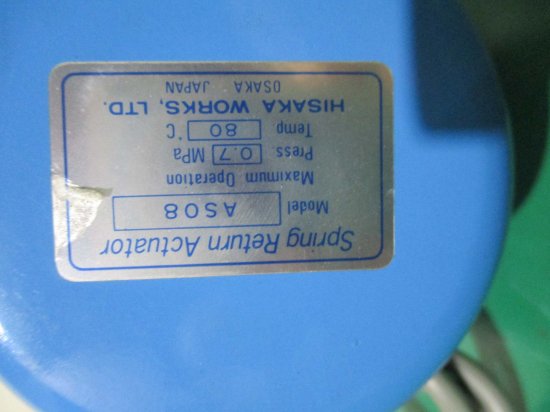 Spring Return Actuator
Model AS08
Maximum Operation
Press 0.7 MPa
Temp 80 °C
HISAKA WORKS, LTD.
OSAKA JAPAN